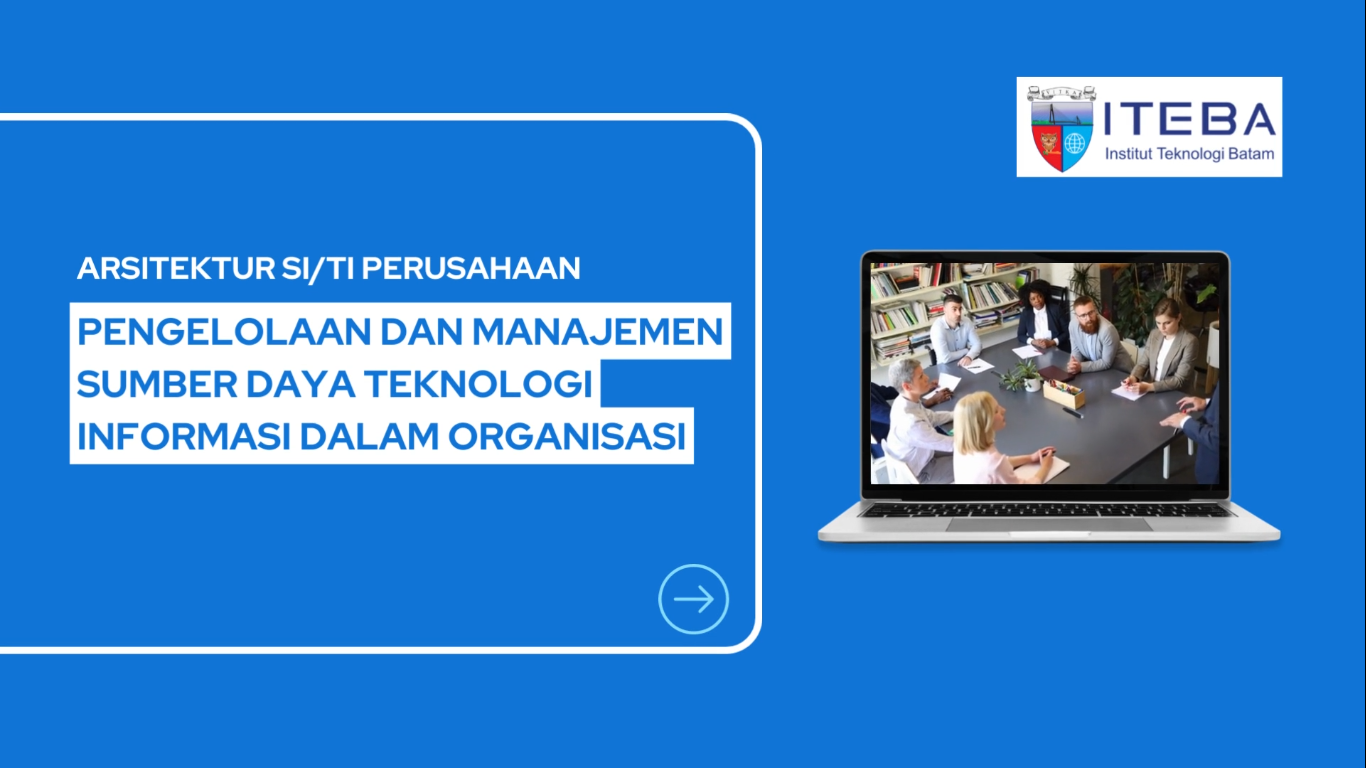 ITEBA
Institut Teknologi Batam
ARSITEKTUR SI/TI PERUSAHAAN
PENGELOLAAN DAN MANAJEMEN
SUMBER DAYA TEKNOLOGI
INFORMASI DALAM ORGANISASI